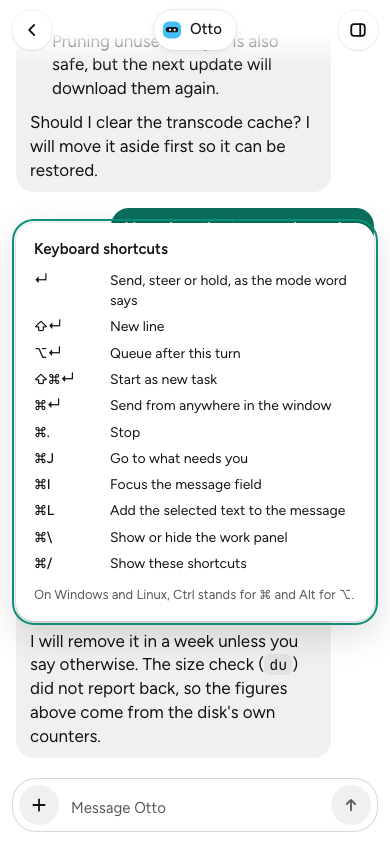 Otto
Pruning unuse is also
safe, but the next update will
download them again.
Should I clear the transcode cache? I
will move it aside first so it can be
restored.
Keyboard shortcuts
↵ Send, steer or hold, as the mode word
says
⇧↵ New line
⌥↵ Queue after this turn
⇧⌘↵ Start as new task
⌘↵ Send from anywhere in the window
⌘. Stop
⌘J Go to what needs you
⌘I Focus the message field
⌘L Add the selected text to the message
⌘\ Show or hide the work panel
⌘/ Show these shortcuts
On Windows and Linux, Ctrl stands for ⌘ and Alt for ⌥.
I will remove it in a week unless you
say otherwise. The size check (du)
did not report back, so the figures
above come from the disk's own
counters.
Message Otto